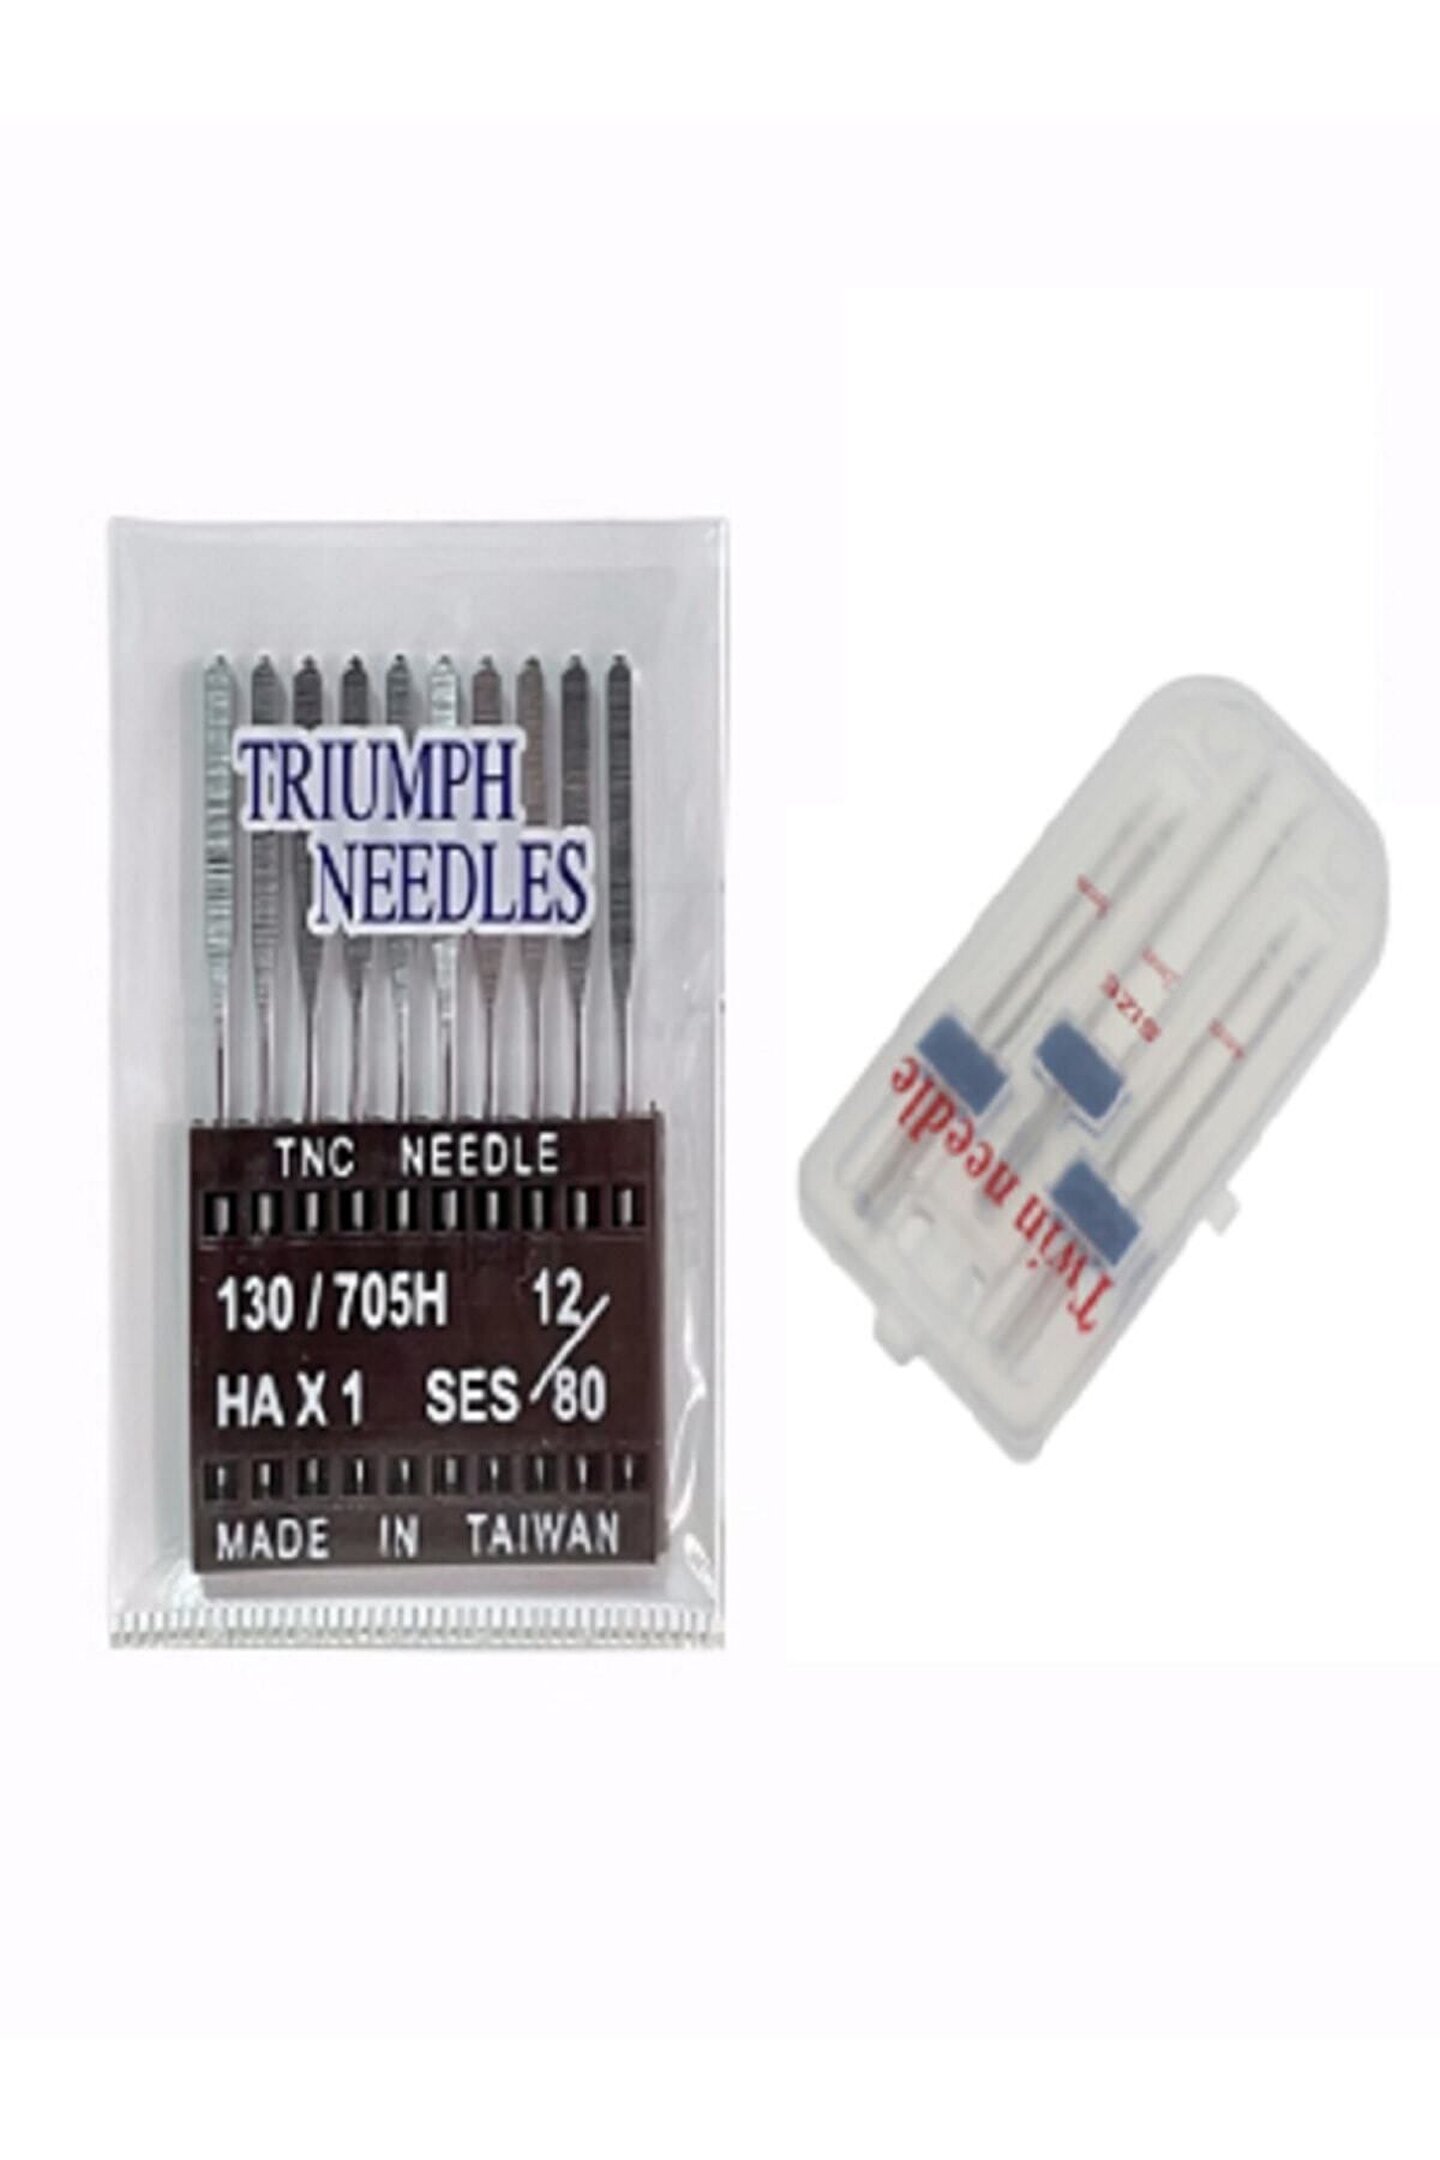 TRIUMPH
NEEDLES
TNC NEEDLE
130 / 705H 12/80
HA X 1 SES
MADE IN TAIWAN
SIZE
Twin needle